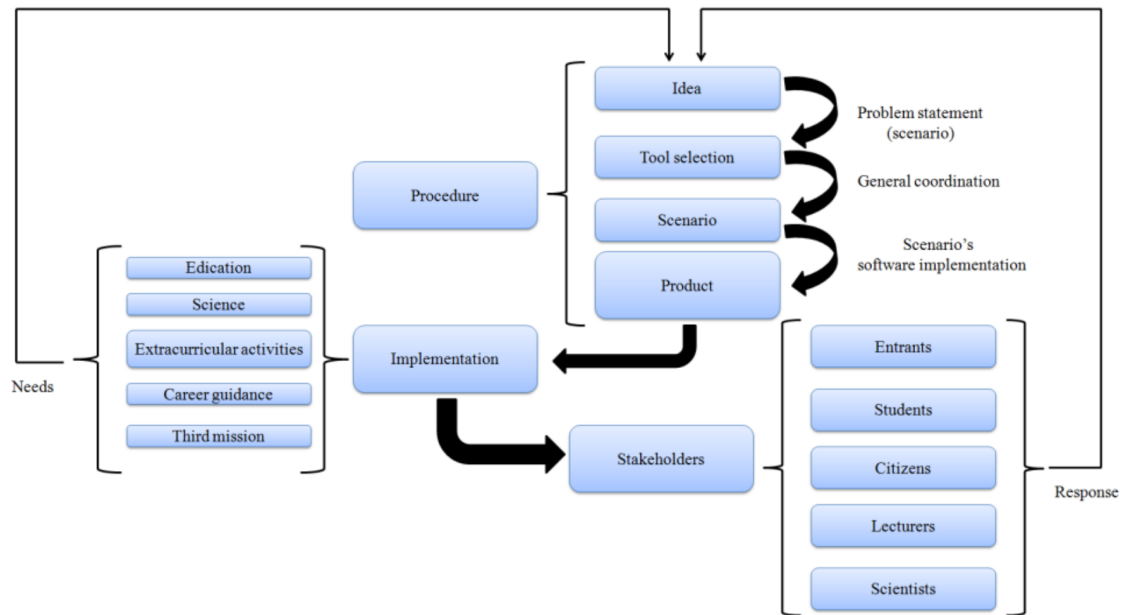 Idea
Problem statement
(scenario)
Tool selection
Procedure
General coordination
Scenario
Scenario's
software implementation
Product
Edication
Science
Extracurricular activities
Career guidance
Third mission
Needs
Implementation
Stakeholders
Entrants
Students
Citizens
Lecturers
Scientists
Response